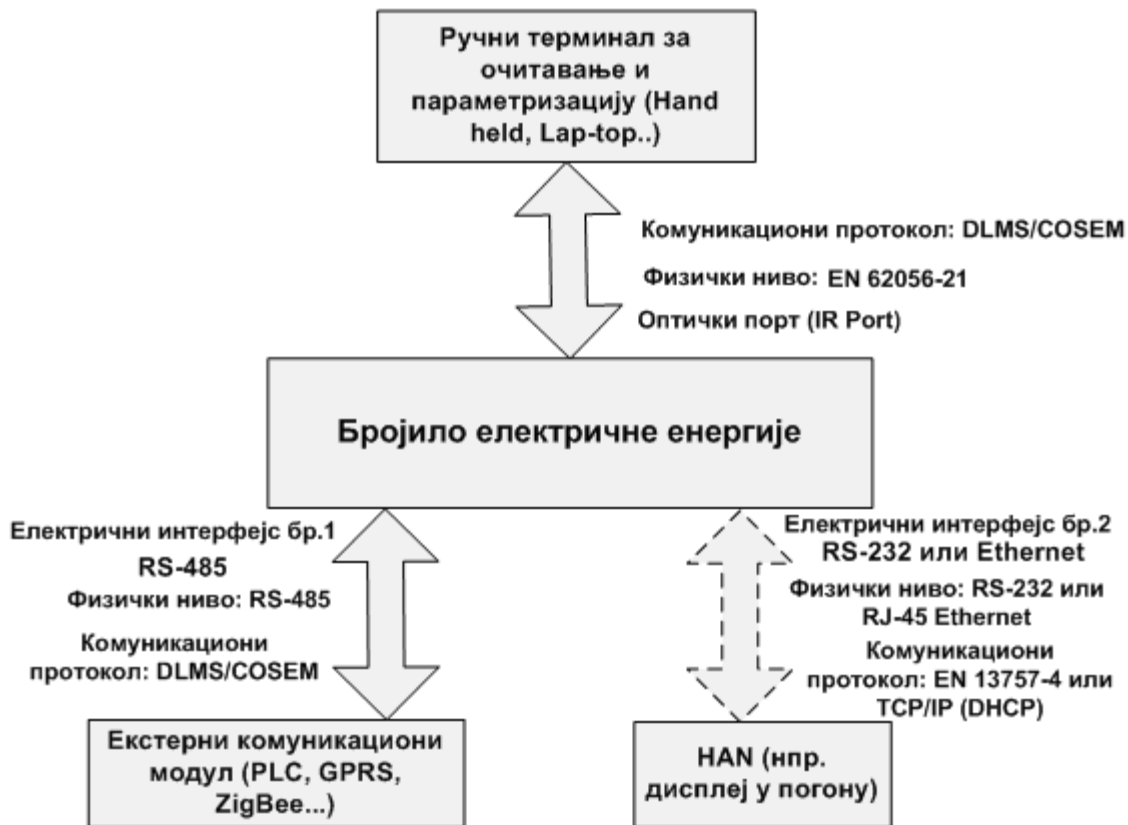 Ручни терминал за
очитавање и
параметризацију (Hand
held, Lap-top..)
Комуникациони протокол: DLMS/COSEM
Физички ниво: EN 62056-21
Оптички порт (IR Port)
Бројило електричне енергије
Електрични интерфејс бр.1
RS-485
Физички ниво: RS-485
Комуникациони
протокол: DLMS/COSEM
Електрични интерфејс бр.2
RS-232 или Ethernet
Физички ниво: RS-232 или
RJ-45 Ethernet
Комуникациони
протокол: EN 13757-4 или
TCP/IP (DHCP)
Екстерни комуникациони
модул (PLC, GPRS,
ZigBee...)
HAN (нпр.
дисплеј у погону)